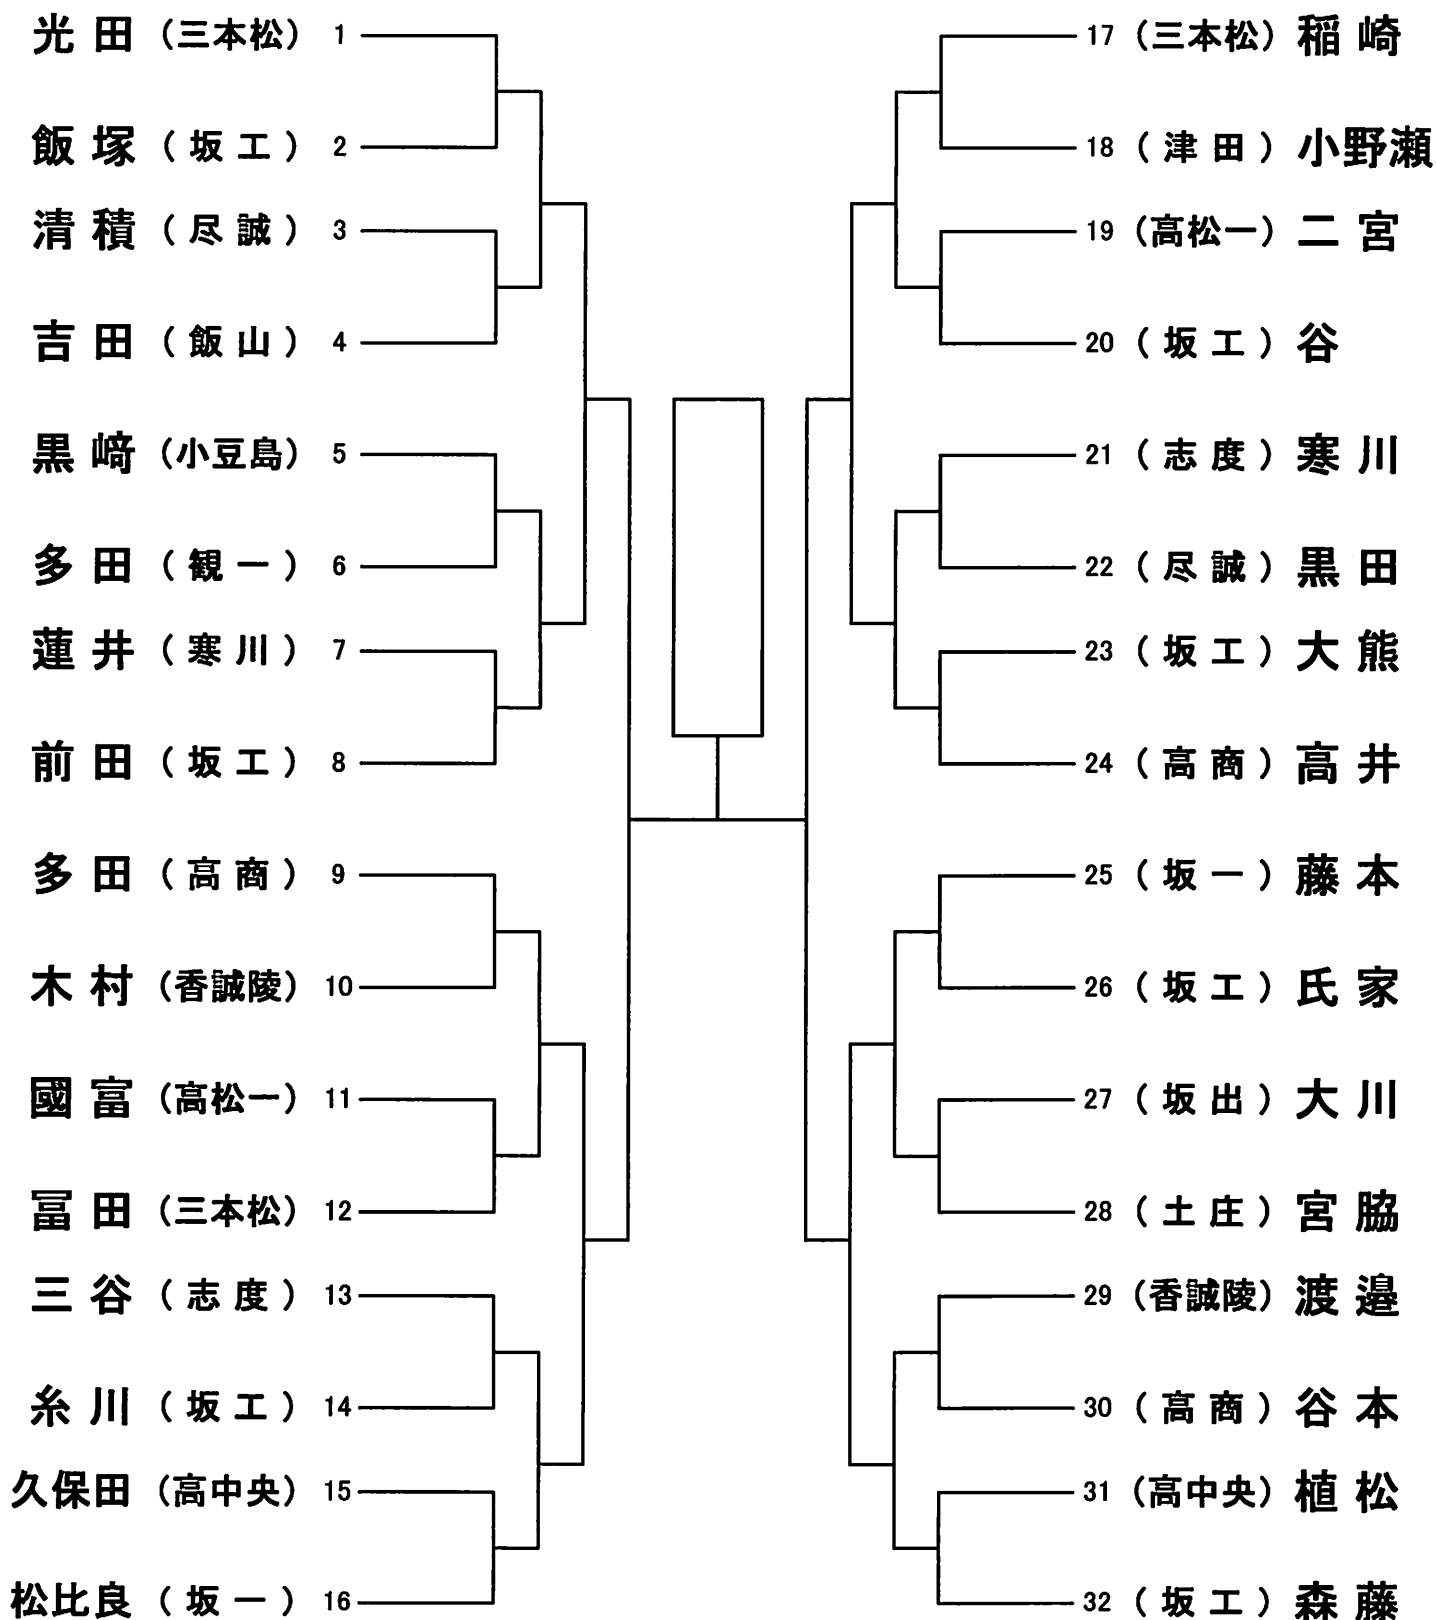 光田 (三本松) 1
飯塚 (坂工) 2
清積 (尽誠) 3
吉田 (飯山) 4
黒﨑 (小豆島) 5
多田 (観一) 6
蓮井 (寒川) 7
前田 (坂工) 8
多田 (高商) 9
木村 (香誠陵) 10
國富 (高松一) 11
冨田 (三本松) 12
三谷 (志度) 13
糸川 (坂工) 14
久保田 (高中央) 15
松比良 (坂一) 16
17 (三本松) 稲崎
18 (津田) 小野瀬
19 (高松一) 二宮
20 (坂工) 谷
21 (志度) 寒川
22 (尽誠) 黒田
23 (坂工) 大熊
24 (高商) 高井
25 (坂一) 藤本
26 (坂工) 氏家
27 (坂出) 大川
28 (土庄) 宮脇
29 (香誠陵) 渡邉
30 (高商) 谷本
31 (高中央) 植松
32 (坂工) 森藤